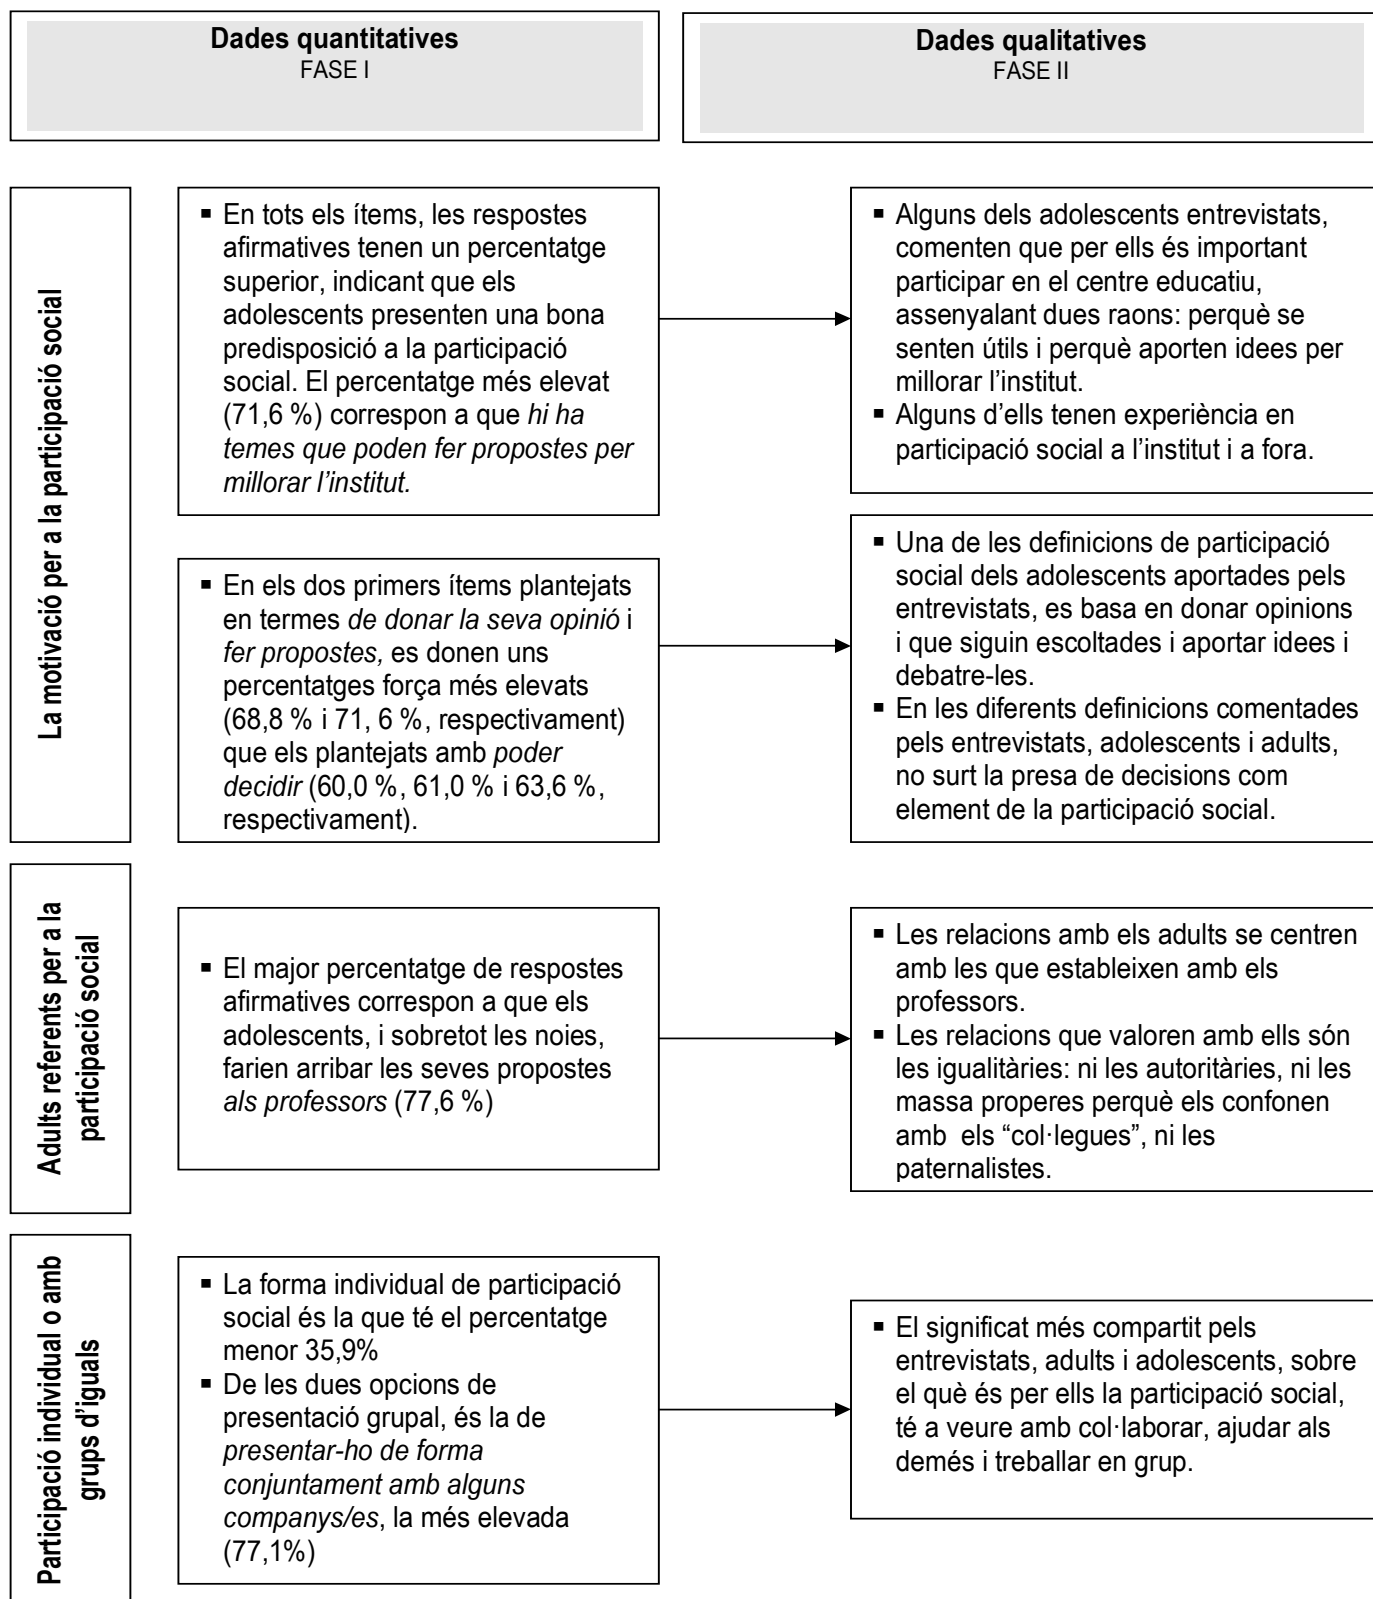 Dades quantitatives
FASE I
Dades qualitatives
FASE II
La motivació per a la participació social
▪ En tots els ítems, les respostes
afirmatives tenen un percentatge
superior, indicant que els
adolescents presenten una bona
predisposició a la participació
social. El percentatge més elevat
(71,6 %) correspon a que hi ha
temes que poden fer propostes per
millorar l’institut.
▪ Alguns dels adolescents entrevistats,
comenten que per ells és important
participar en el centre educatiu,
assenyalant dues raons: perquè se
senten útils i perquè aporten idees per
millorar l’institut.
▪ Alguns d’ells tenen experiència en
participació social a l’institut i a fora.
▪ En els dos primers ítems plantejats
en termes de donar la seva opinió i
fer propostes, es donen uns
percentatges força més elevats
(68,8 % i 71, 6 %, respectivament)
que els plantejats amb poder
decidir (60,0 %, 61,0 % i 63,6 %,
respectivament).
▪ Una de les definicions de participació
social dels adolescents aportades pels
entrevistats, es basa en donar opinions
i que siguin escoltades i aportar idees i
debatre-les.
▪ En les diferents definicions comentades
pels entrevistats, adolescents i adults,
no surt la presa de decisions com
element de la participació social.
Adults referents per a la
participació social
▪ El major percentatge de respostes
afirmatives correspon a que els
adolescents, i sobretot les noies,
farien arribar les seves propostes
als professors (77,6 %)
▪ Les relacions amb els adults se centren
amb les que estableixen amb els
professors.
▪ Les relacions que valoren amb ells són
les igualitàries: ni les autoritàries, ni les
massa properes perquè els confonen
amb els “col·legues”, ni les
paternalistes.
Participació individual o amb
grups d’iguals
▪ La forma individual de participació
social és la que té el percentatge
menor 35,9%
▪ De les dues opcions de
presentació grupal, és la de
presentar-ho de forma
conjuntament amb alguns
companys/es, la més elevada
(77,1%)
▪ El significat més compartit pels
entrevistats, adults i adolescents, sobre
el què és per ells la participació social,
té a veure amb col·laborar, ajudar als
demés i treballar en grup.